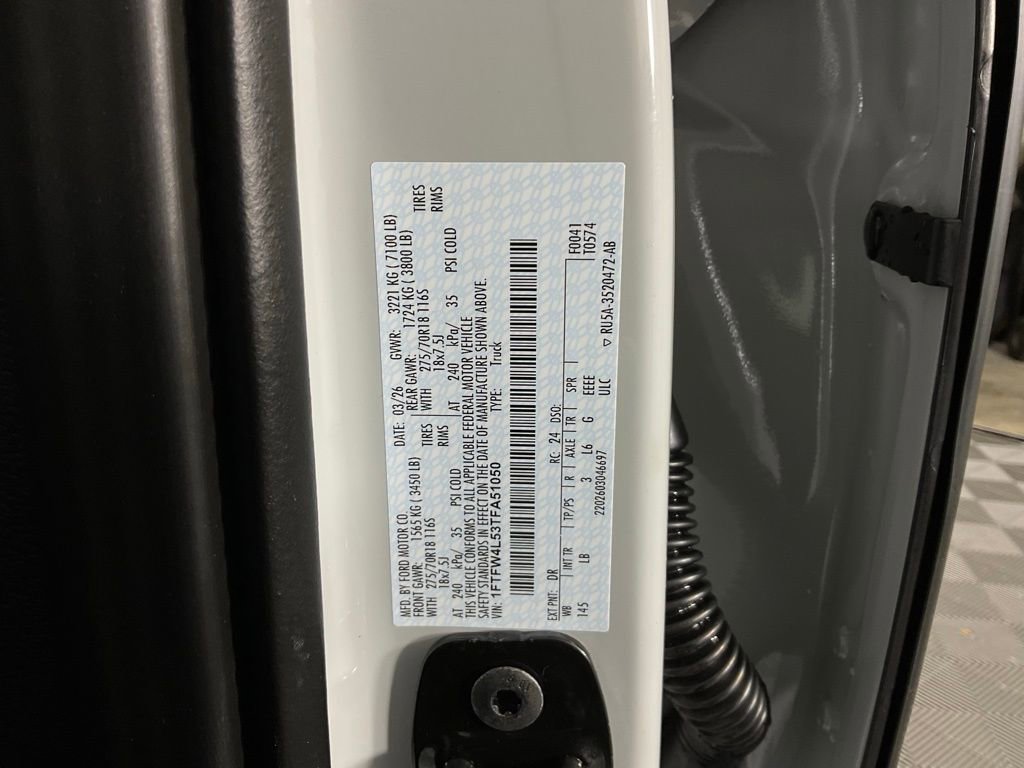 MFD. BY FORD MOTOR CO.
DATE: 03/26 GVWR: 3221 KG ( 7100 LB)
FRONT GAWR: 1565 KG ( 3450 LB) REAR GAWR: 1724 KG ( 3800 LB)
WITH 275/70R18 116S TIRES WITH 275/70R18 116S TIRES
18x7.5J RIMS 18x7.5J RIMS
AT 240 kPa/ 35 PSI COLD AT 240 kPa/ 35 PSI COLD
THIS VEHICLE CONFORMS TO ALL APPLICABLE FEDERAL MOTOR VEHICLE
SAFETY STANDARDS IN EFFECT ON THE DATE OF MANUFACTURE SHOWN ABOVE.
VIN: 1FTFW4L53TFA51050 TYPE: Truck
EXT PNT: DR RC: 24 DSO: F0041
WB INT TR TP/PS R AXLE TR SPR T0574
145 LB 3 L6 G EEEE
ULC
2202603046697 ▽ RU5A-3520472-AB